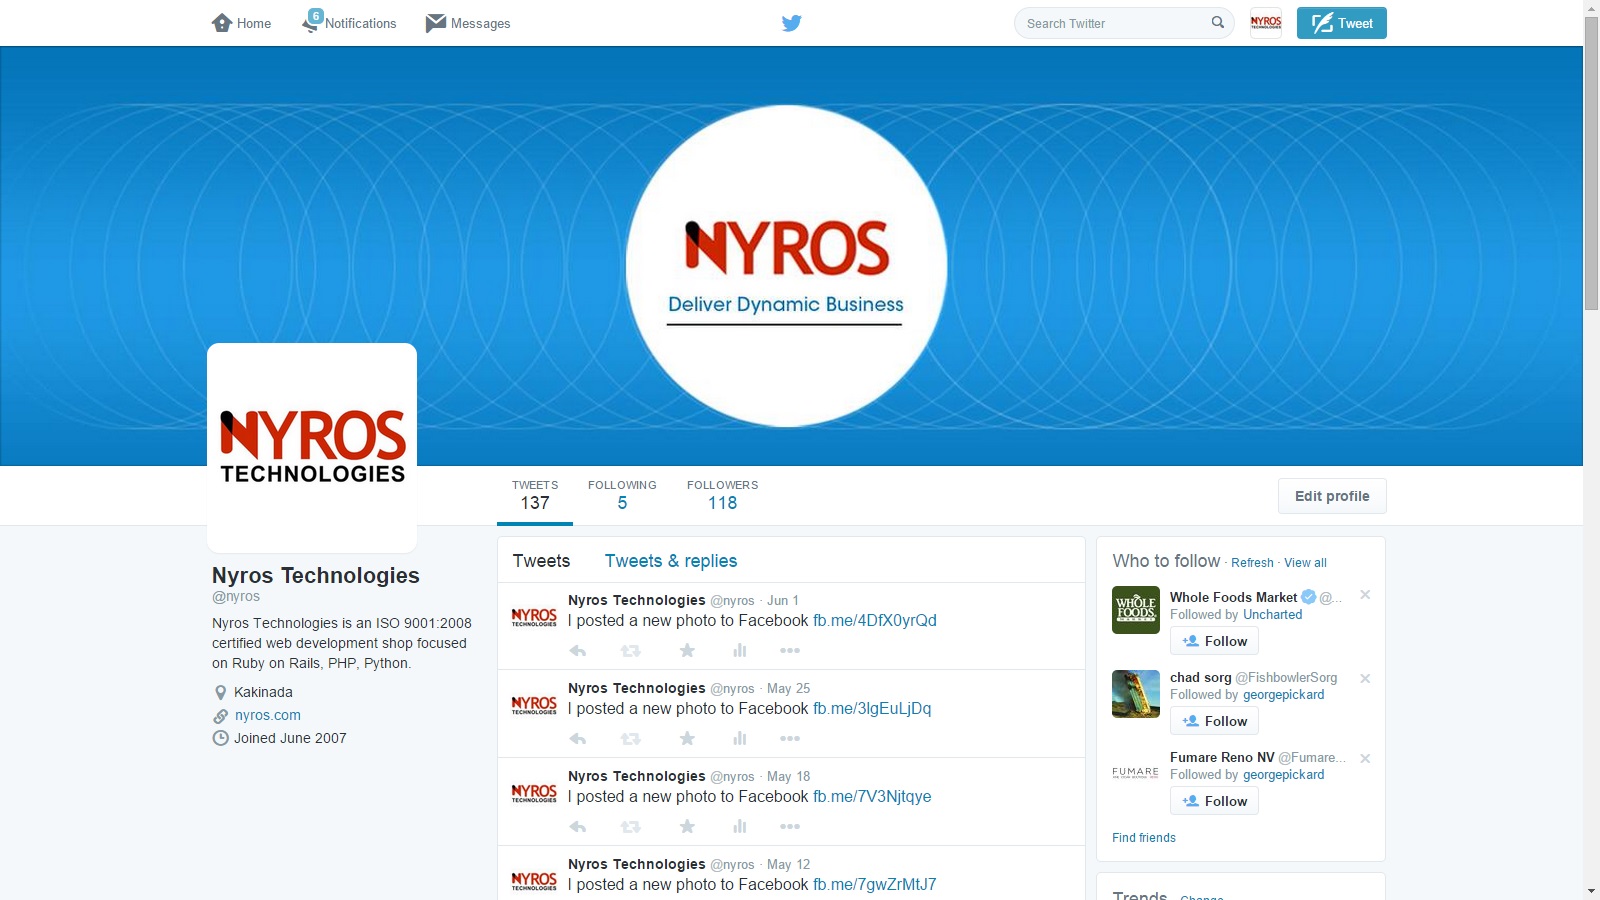 Home
6
Notifications
Messages
Search Twitter
NYROS
TECHNOLOGIES
Tweet
NYROS
Deliver Dynamic Business
NYROS
TECHNOLOGIES
TWEETS
137
FOLLOWING
5
FOLLOWERS
118
Edit profile
Nyros Technologies
@nyros
Nyros Technologies is an ISO 9001:2008
certified web development shop focused
on Ruby on Rails, PHP, Python.
Kakinada
nyros.com
Joined June 2007
Tweets Tweets & replies
NYROS
TECHNOLOGIES
Nyros Technologies @nyros · Jun 1
I posted a new photo to Facebook fb.me/4DfX0yrQd
NYROS
TECHNOLOGIES
Nyros Technologies @nyros · May 25
I posted a new photo to Facebook fb.me/3IgEuLjDq
NYROS
TECHNOLOGIES
Nyros Technologies @nyros · May 18
I posted a new photo to Facebook fb.me/7V3Njtqye
NYROS
TECHNOLOGIES
Nyros Technologies @nyros · May 12
I posted a new photo to Facebook fb.me/7gwZrMtJ7
Who to follow · Refresh · View all
WHOLE
FOODS
MARKET
Whole Foods Market @...
Followed by Uncharted
Follow
chad sorg @FishbowlerSorg
Followed by georgepickard
Follow
FUMARE
Fumare Reno NV @Fumare...
Followed by georgepickard
Follow
Find friends
Trends · Change